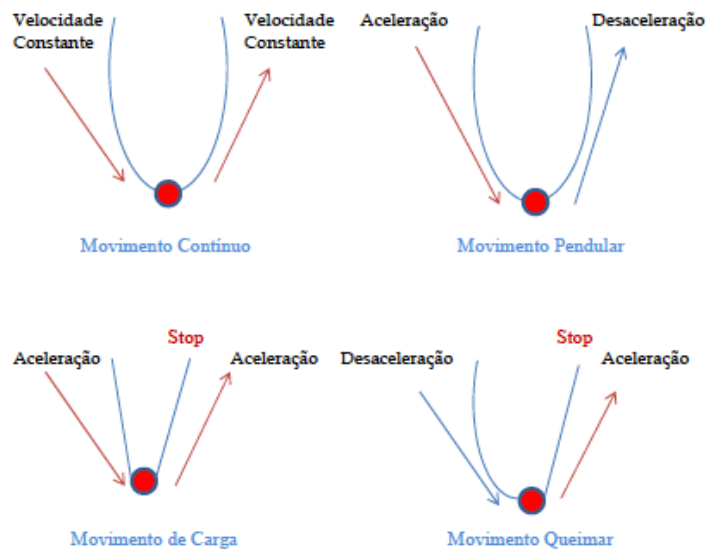 Velocidade
Constante
Velocidade
Constante
Movimento Contínuo
Aceleração
Desaceleração
Movimento Pendular
Stop
Aceleração
Aceleração
Movimento de Carga
Stop
Desaceleração
Aceleração
Movimento Queimar